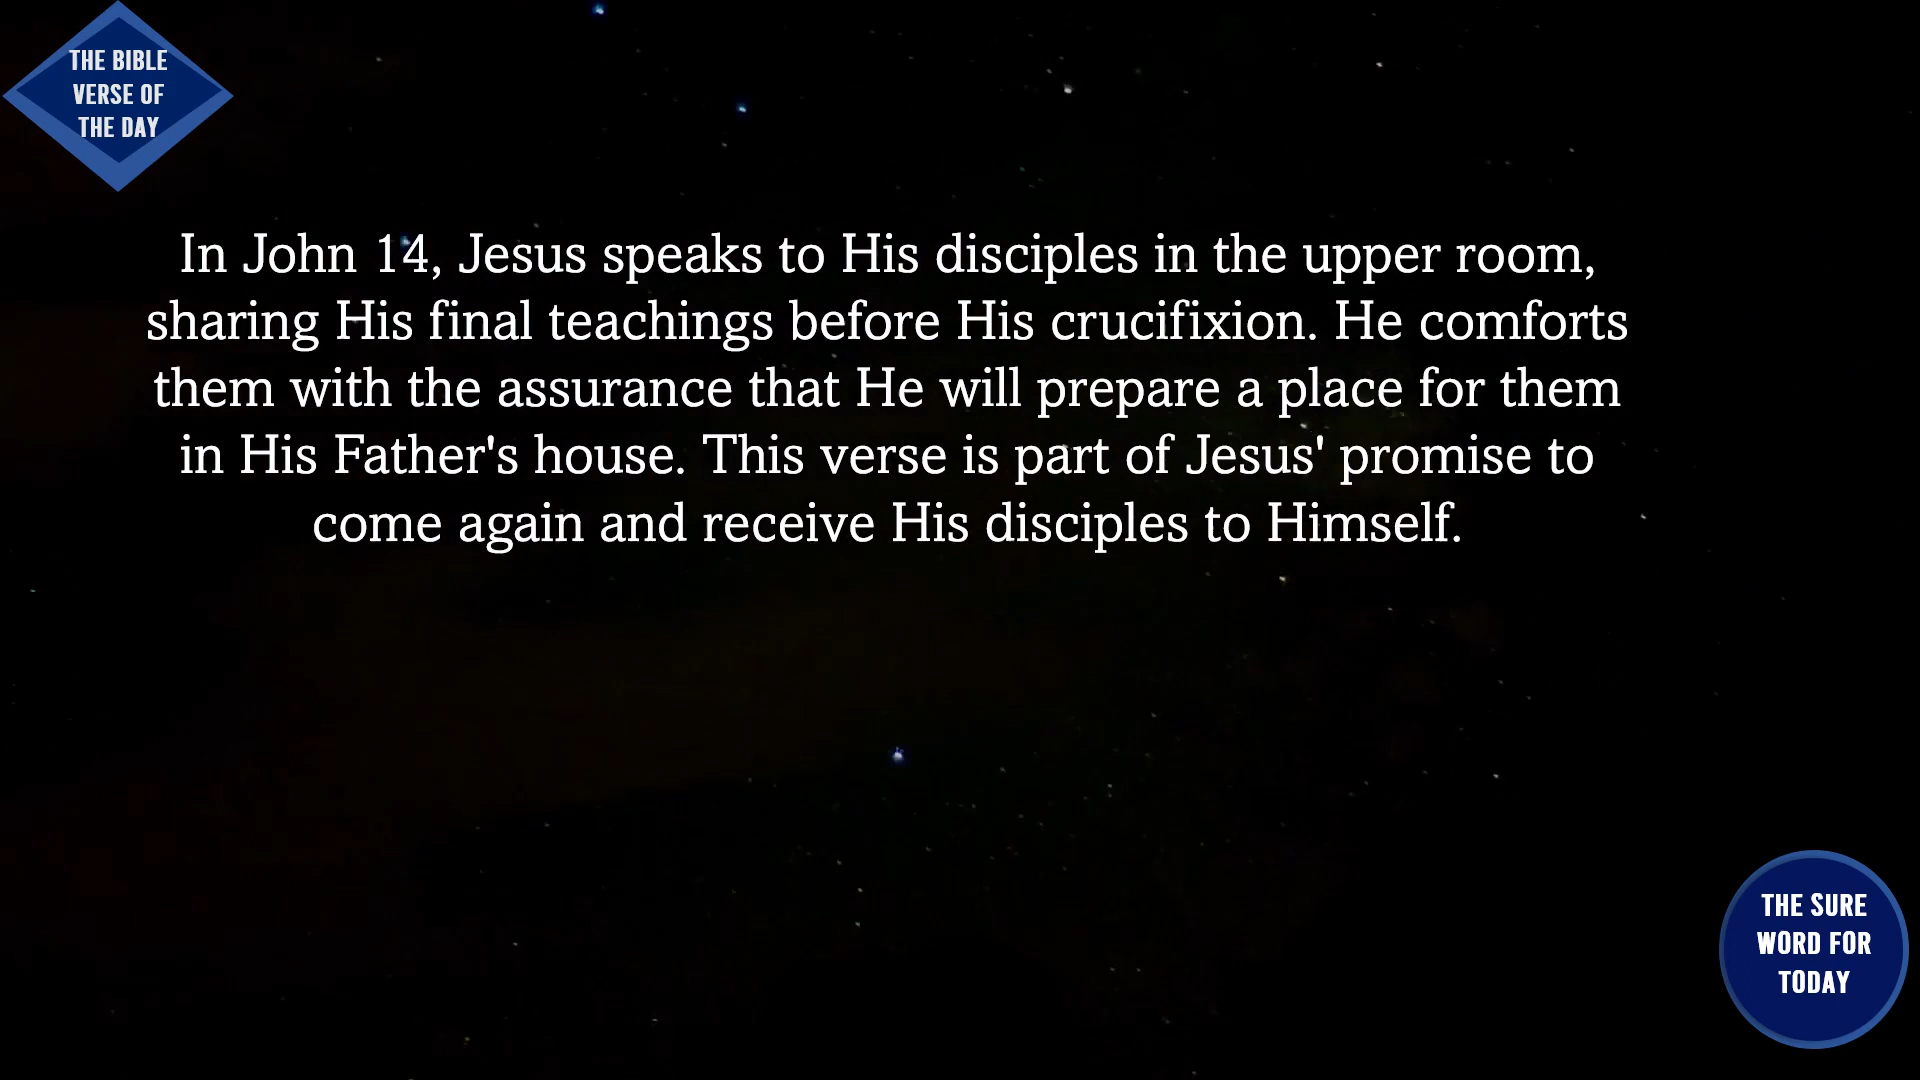 THE BIBLE
VERSE OF
THE DAY
In John 14, Jesus speaks to His disciples in the upper room,
sharing His final teachings before His crucifixion. He comforts
them with the assurance that He will prepare a place for them
in His Father's house. This verse is part of Jesus' promise to
come again and receive His disciples to Himself.
THE SURE
WORD FOR
TODAY